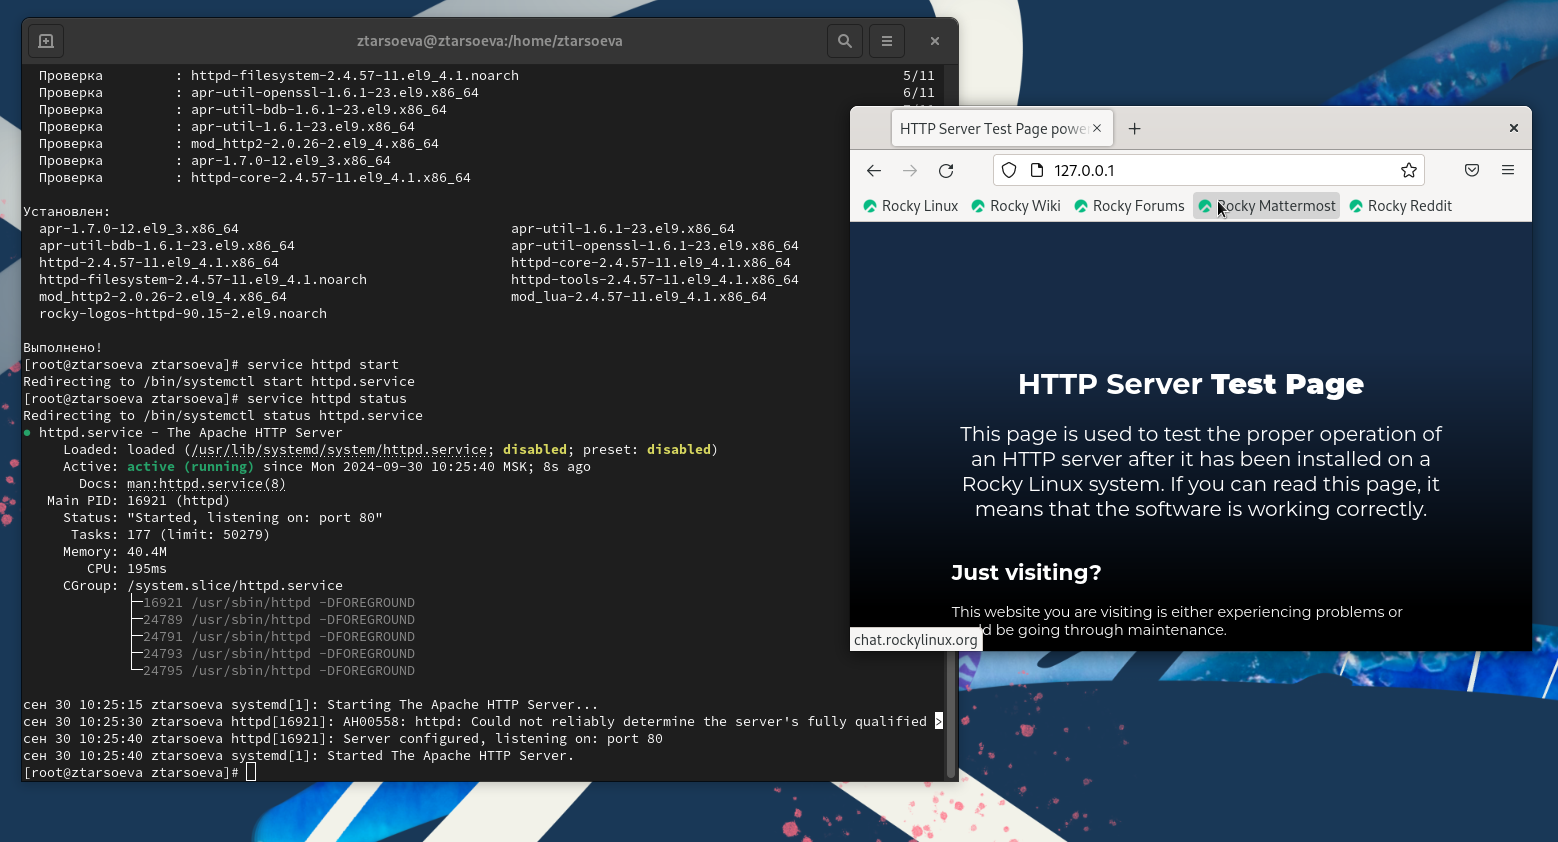 ztarsoeva@ztarsoeva:/home/ztarsoeva
Проверка : httpd-filesystem-2.4.57-11.el9_4.1.noarch 5/11
Проверка : apr-util-openssl-1.6.1-23.el9.x86_64 6/11
Проверка : apr-util-bdb-1.6.1-23.el9.x86_64
Проверка : apr-util-1.6.1-23.el9.x86_64
Проверка : mod_http2-2.0.26-2.el9_4.x86_64
Проверка : apr-1.7.0-12.el9_3.x86_64
Проверка : httpd-core-2.4.57-11.el9_4.1.x86_64
Установлен:
apr-1.7.0-12.el9_3.x86_64 apr-util-1.6.1-23.el9.x86_64
apr-util-bdb-1.6.1-23.el9.x86_64 apr-util-openssl-1.6.1-23.el9.x86_64
httpd-2.4.57-11.el9_4.1.x86_64 httpd-core-2.4.57-11.el9_4.1.x86_64
httpd-filesystem-2.4.57-11.el9_4.1.noarch httpd-tools-2.4.57-11.el9_4.1.x86_64
mod_http2-2.0.26-2.el9_4.x86_64 mod_lua-2.4.57-11.el9_4.1.x86_64
rocky-logos-httpd-90.15-2.el9.noarch
Выполнено!
[root@ztarsoeva ztarsoeva]# service httpd start
Redirecting to /bin/systemctl start httpd.service
[root@ztarsoeva ztarsoeva]# service httpd status
Redirecting to /bin/systemctl status httpd.service
● httpd.service - The Apache HTTP Server
Loaded: loaded (/usr/lib/systemd/system/httpd.service; disabled; preset: disabled)
Active: active (running) since Mon 2024-09-30 10:25:40 MSK; 8s ago
Docs: man:httpd.service(8)
Main PID: 16921 (httpd)
Status: "Started, listening on: port 80"
Tasks: 177 (limit: 50279)
Memory: 40.4M
CPU: 195ms
CGroup: /system.slice/httpd.service
├─16921 /usr/sbin/httpd -DFOREGROUND
├─24789 /usr/sbin/httpd -DFOREGROUND
├─24791 /usr/sbin/httpd -DFOREGROUND
├─24793 /usr/sbin/httpd -DFOREGROUND
└─24795 /usr/sbin/httpd -DFOREGROUND
сен 30 10:25:15 ztarsoeva systemd[1]: Starting The Apache HTTP Server...
сен 30 10:25:30 ztarsoeva httpd[16921]: AH00558: httpd: Could not reliably determine the server's fully qualified >
сен 30 10:25:40 ztarsoeva httpd[16921]: Server configured, listening on: port 80
сен 30 10:25:40 ztarsoeva systemd[1]: Started The Apache HTTP Server.
[root@ztarsoeva ztarsoeva]#
HTTP Server Test Page powe
127.0.0.1
Rocky Linux Rocky Wiki Rocky Forums Rocky Mattermost Rocky Reddit
HTTP Server Test Page
This page is used to test the proper operation of
an HTTP server after it has been installed on a
Rocky Linux system. If you can read this page, it
means that the software is working correctly.
Just visiting?
This website you are visiting is either experiencing problems or
be going through maintenance.
chat.rockylinux.org